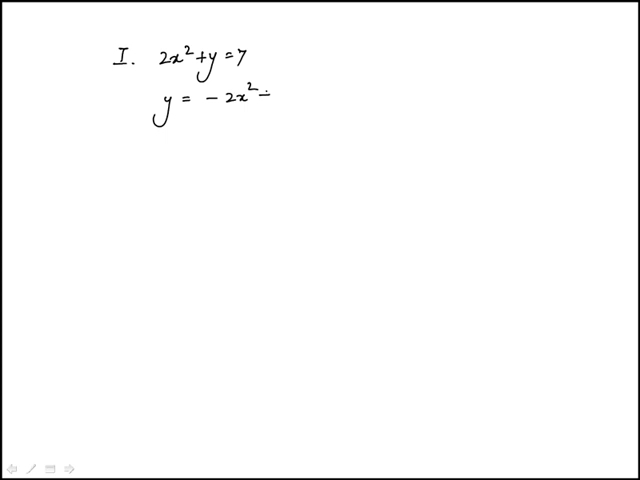 I. 2x²+y=7
y = -2x²